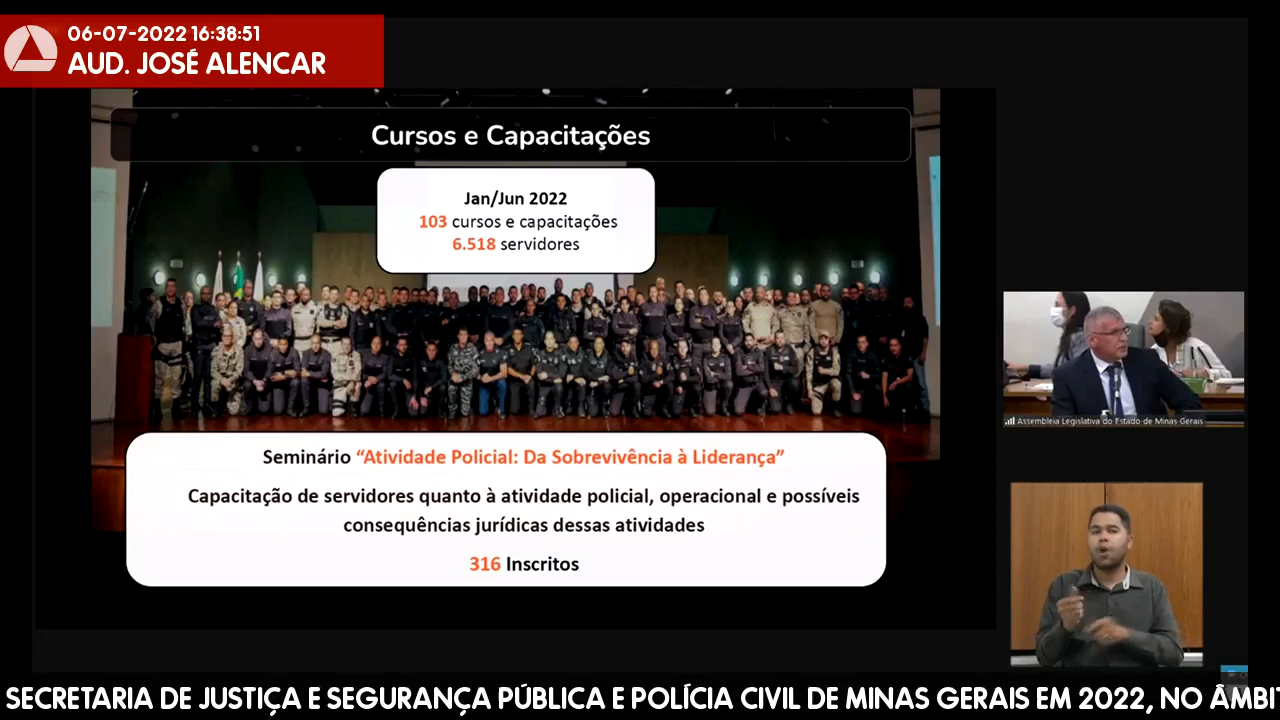 06-07-2022 16:38:51
AUD. JOSÉ ALENCAR
Cursos e Capacitações
Jan/Jun 2022
103 cursos e capacitações
6.518 servidores
Seminário “Atividade Policial: Da Sobrevivência à Liderança”
Capacitação de servidores quanto à atividade policial, operacional e possíveis
consequências jurídicas dessas atividades
316 Inscritos
Assembleia Legislativa do Estado de Minas Gerais
SECRETARIA DE JUSTIÇA E SEGURANÇA PÚBLICA E POLÍCIA CIVIL DE MINAS GERAIS EM 2022, NO ÂMBI